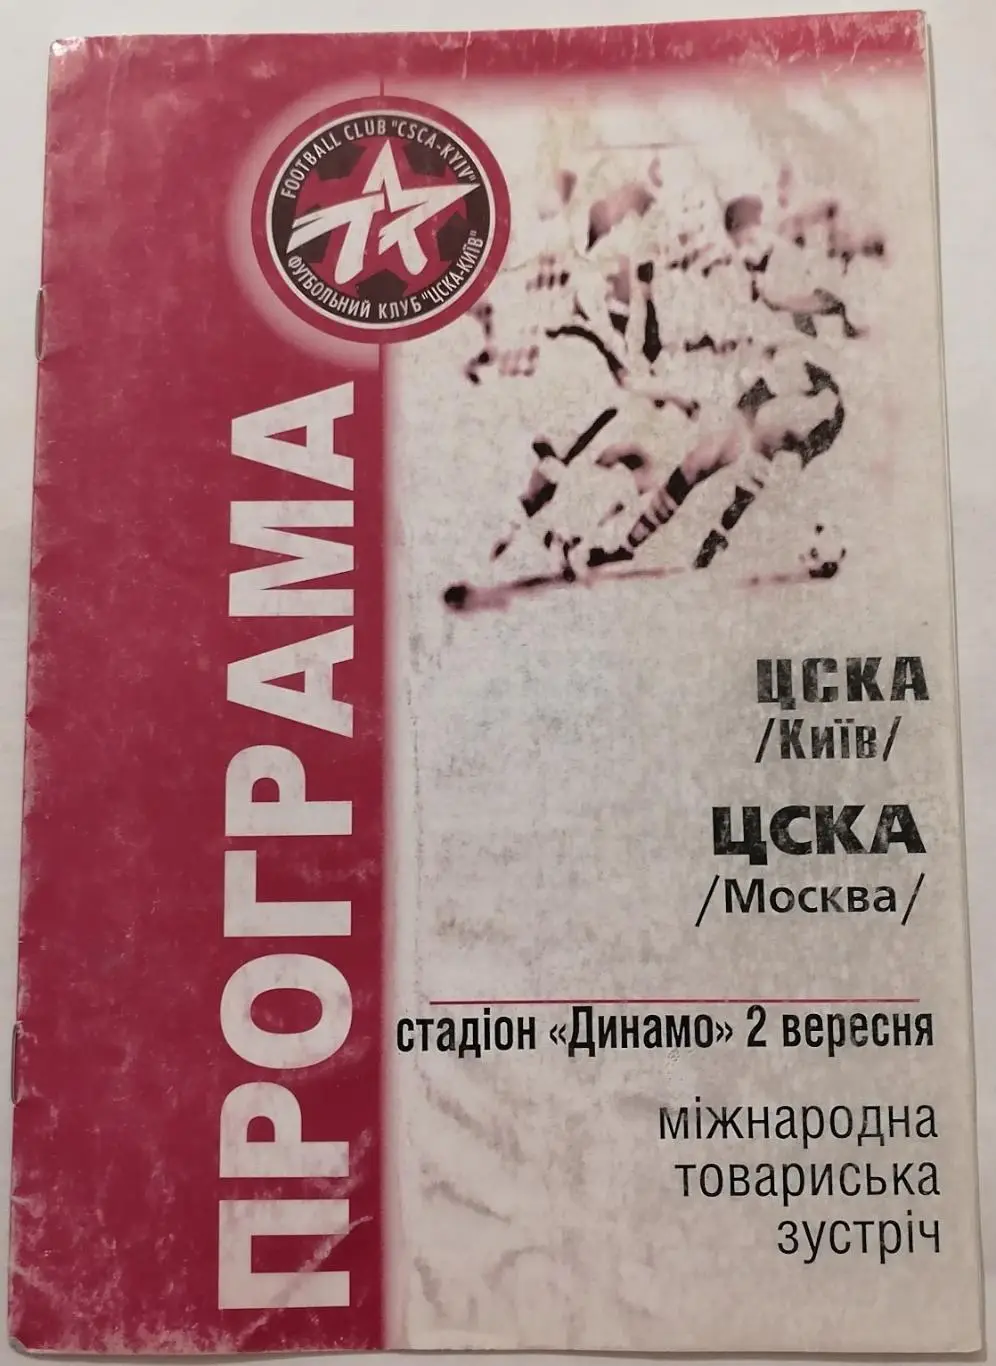 FOOTBALL CLUB "CSCA-KYIV"
ФУТБОЛЬНИЙ КЛУБ "ЦСКА-КИЇВ"
ПРОГРАМА
ЦСКА
/Київ/
ЦСКА
/Москва/
стадіон «Динамо» 2 вересня
міжнародна
товариська
зустріч